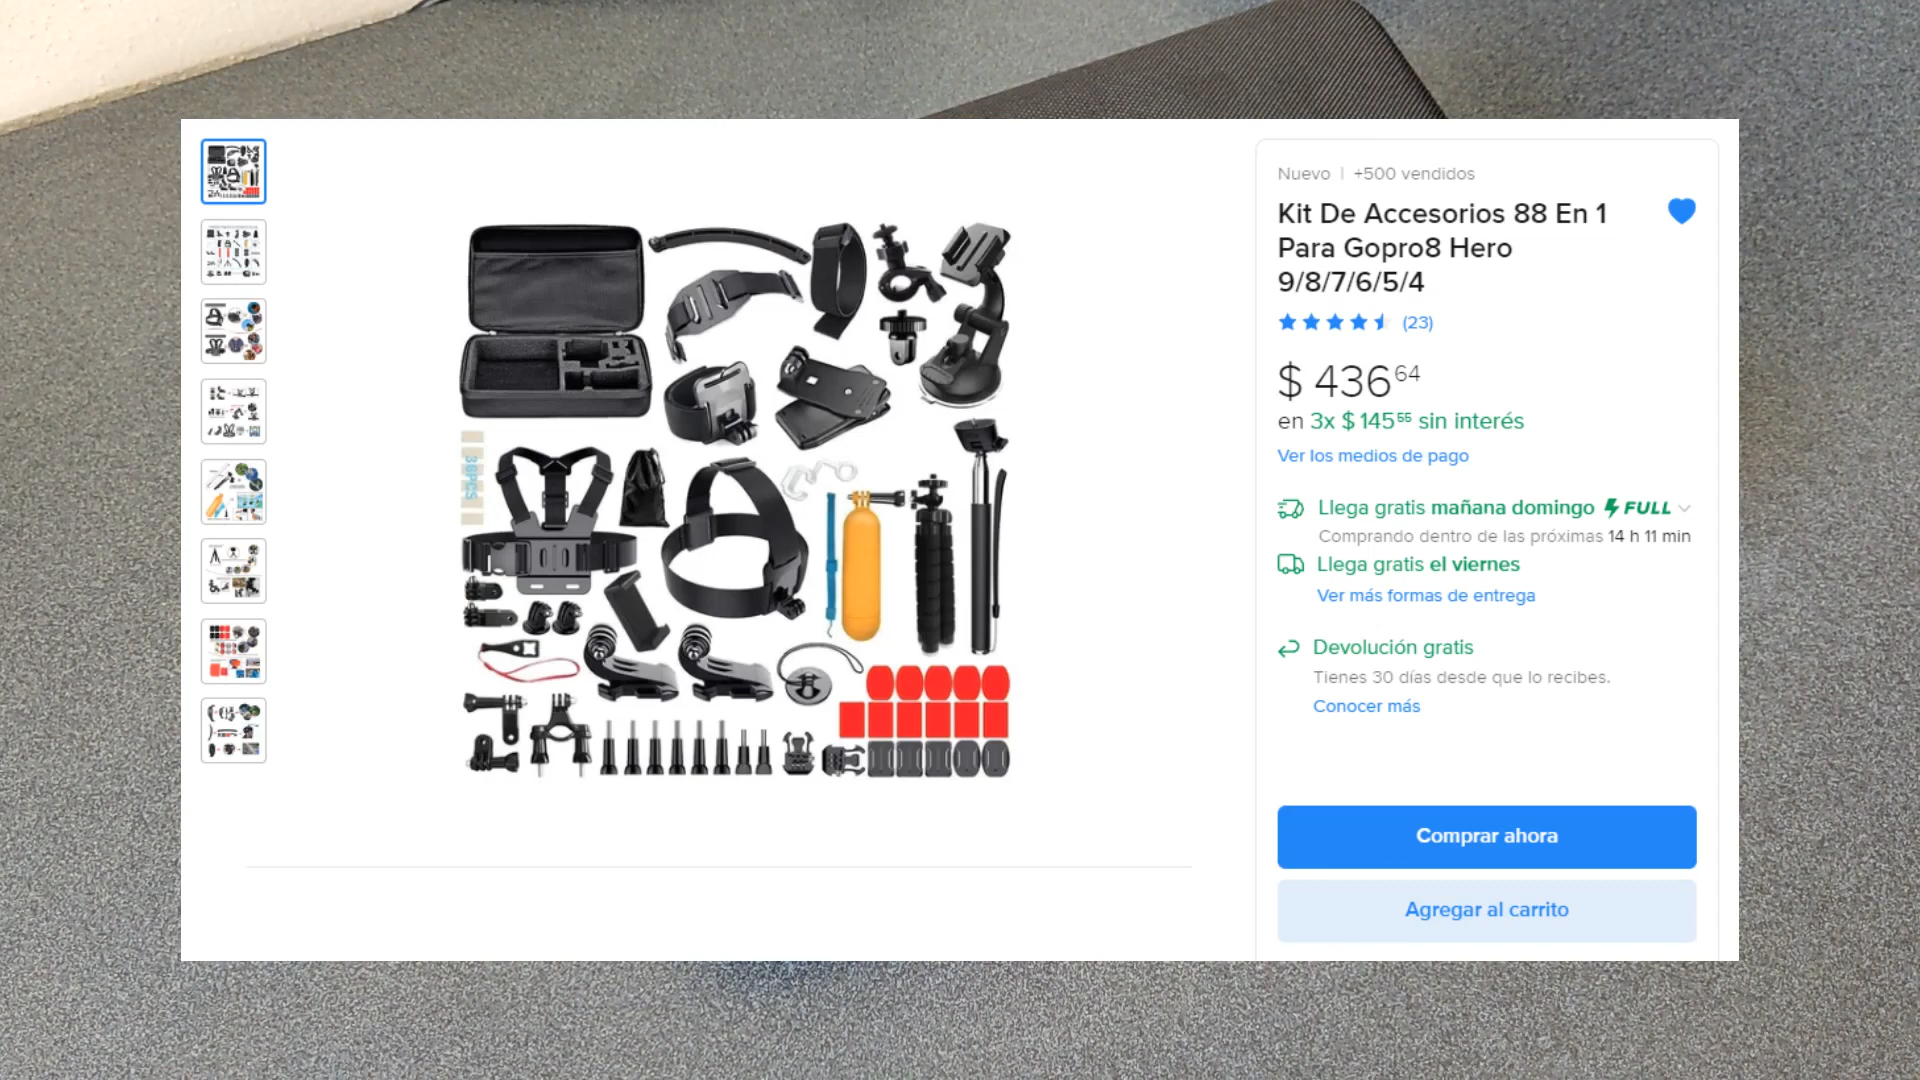 Nuevo | +500 vendidos
Kit De Accesorios 88 En 1
Para Gopro8 Hero
9/8/7/6/5/4
(23)
$ 436 64
en 3x $ 145 55 sin interés
Ver los medios de pago
Llega gratis mañana domingo FULL
Comprando dentro de las próximas 14 h 11 min
Llega gratis el viernes
Ver más formas de entrega
Devolución gratis
Tienes 30 días desde que lo recibes.
Conocer más
Comprar ahora
Agregar al carrito